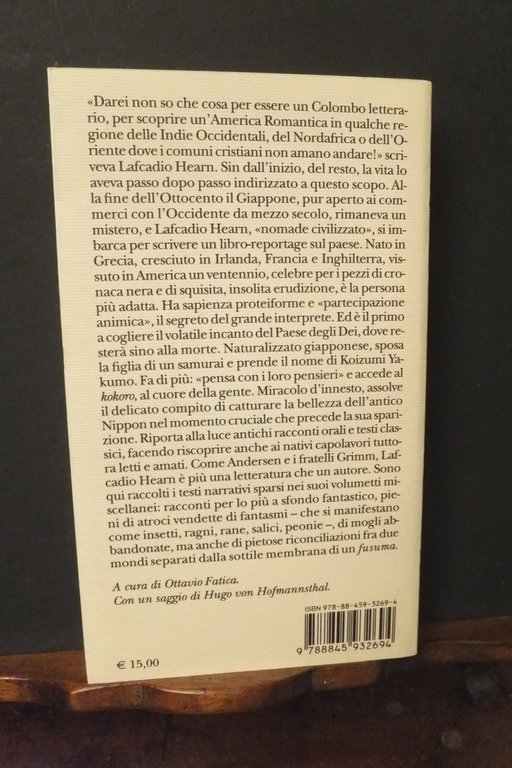 «Darei non so che cosa per essere un Colombo lettera-
rio, per scoprire un'America Romantica in qualche re-
gione delle Indie Occidentali, del Nordafrica o dell'O-
riente dove i comuni cristiani non amano andare!» scri-
veva Lafcadio Hearn. Sin dall'inizio, del resto, la vita lo
aveva passo dopo passo indirizzato a questo scopo. Al-
la fine dell'Ottocento il Giappone, pur aperto ai com-
merci con l'Occidente da mezzo secolo, rimaneva un
mistero, e Lafcadio Hearn, «nomade civilizzato», si im-
barca per scrivere un libro-reportage sul paese. Nato in
Grecia, cresciuto in Irlanda, Francia e Inghilterra, vis-
suto in America un ventennio, celebre per i pezzi di cro-
naca nera e di squisita, insolita erudizione, è la persona
più adatta. Ha sapienza proteiforme e «partecipazione
animica», il segreto del grande interprete. Ed è il primo
a cogliere il volatile incanto del Paese degli Dei, dove re-
sterà sino alla morte. Naturalizzato giapponese, sposa
la figlia di un samurai e prende il nome di Koizumi Ya-
kumo. Fa di più: «pensa con i loro pensieri» e accede al
kokoro, al cuore della gente. Miracolo d'innesto, assolve
il delicato compito di catturare la bellezza dell'antico
Nippon nel momento cruciale che precede la sua spari-
zione. Riporta alla luce antichi racconti orali e testi clas-
sici, facendo riscoprire anche ai nativi capolavori tutto-
ra letti e amati. Come Andersen e i fratelli Grimm, Laf-
cadio Hearn è più una letteratura che un autore. Sono
qui raccolti i testi narrativi sparsi nei suoi volumetti mi-
scellanei: racconti per lo più a sfondo fantastico, pie-
ni di atroci vendette di fantasmi – che si manifestano
come insetti, ragni, rane, salici, peonie –, di mogli ab-
bandonate, ma anche di pietose riconciliazioni fra due
mondi separati dalla sottile membrana di un fusuma.
A cura di Ottavio Fatica.
Con un saggio di Hugo von Hofmannsthal.
ISBN 978-88-459-3269-4
9 788845 932694
€ 15,00